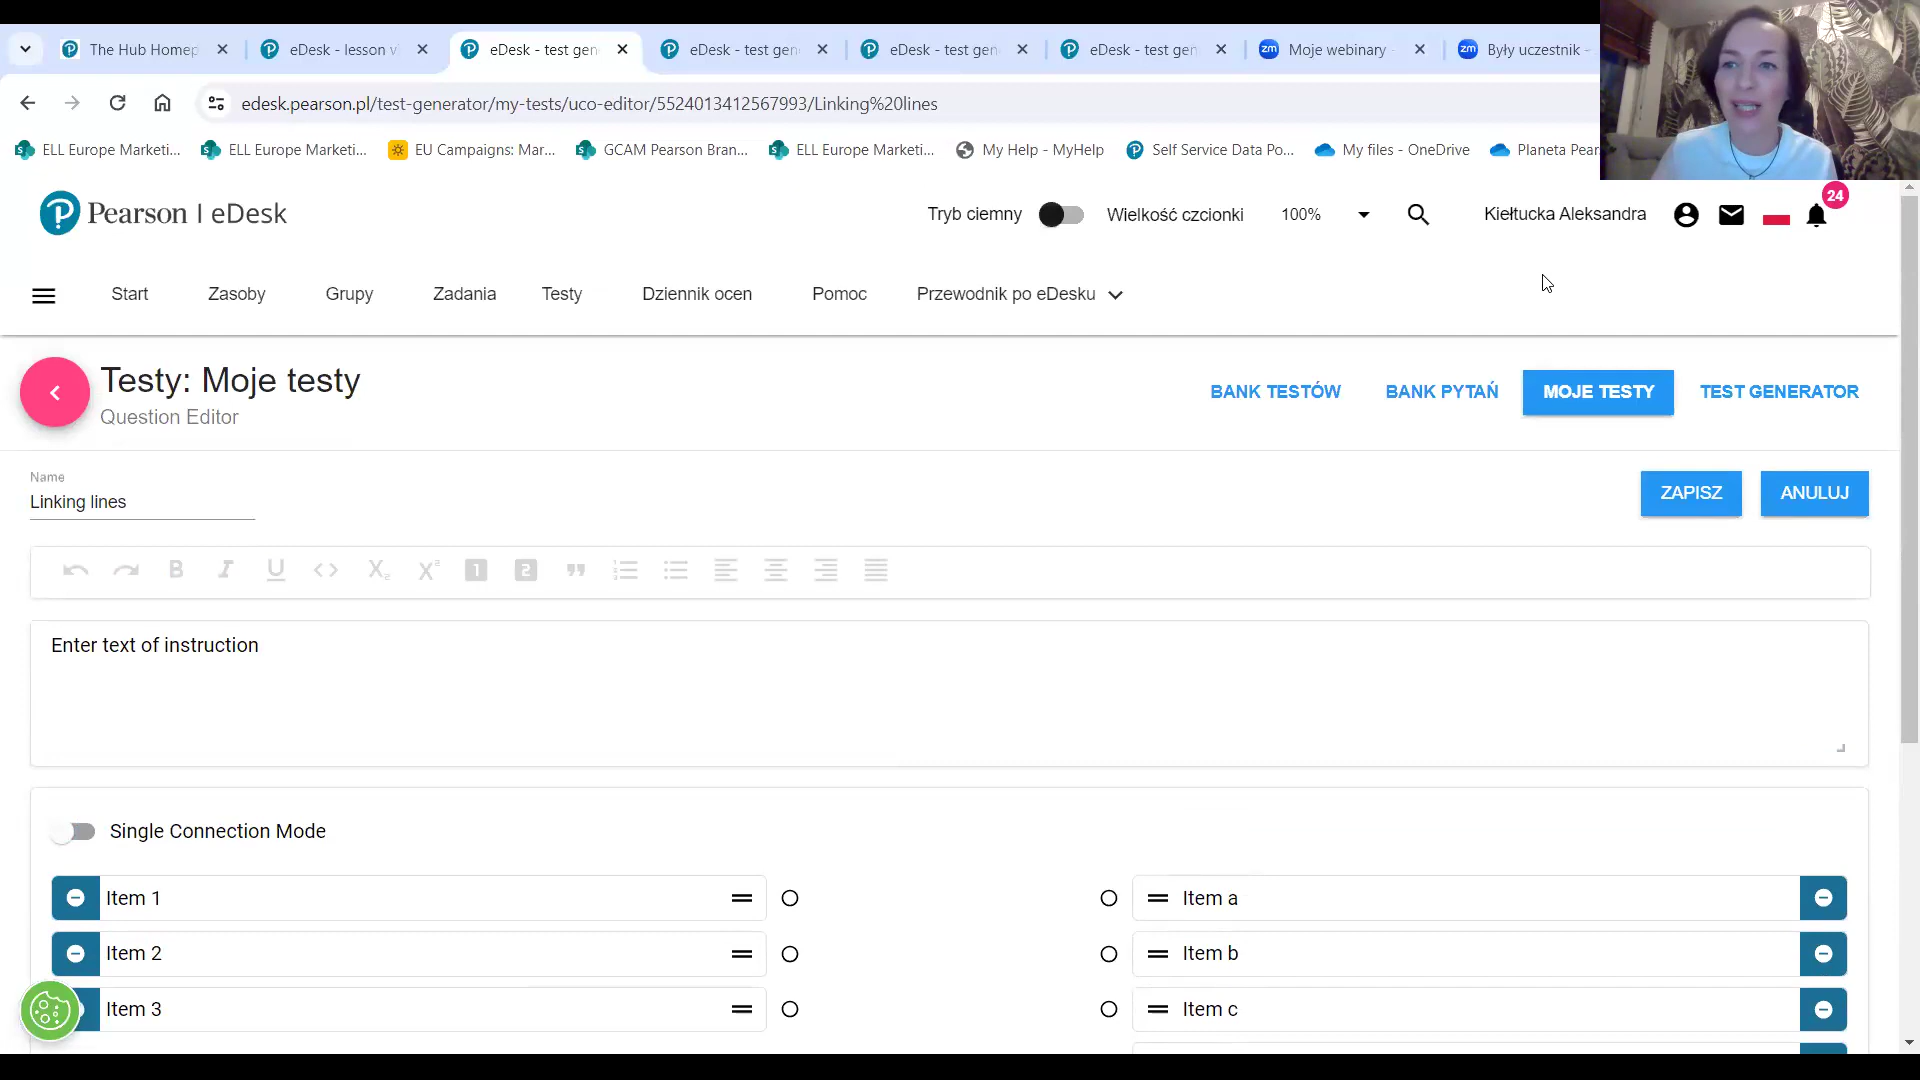 The Hub Homep
eDesk - lesson v
eDesk - test gen
eDesk - test gen
eDesk - test gen
eDesk - test gen
zm Moje webinary -
zm Były uczestnik -
edesk.pearson.pl/test-generator/my-tests/uco-editor/5524013412567993/Linking%20lines
ELL Europe Marketi...
ELL Europe Marketi...
EU Campaigns: Mar...
GCAM Pearson Bran...
ELL Europe Marketi...
My Help - MyHelp
Self Service Data Po...
My files - OneDrive
Planeta Pear
Pearson | eDesk
Tryb ciemny
Wielkość czcionki
100%
Kiełtucka Aleksandra
24
Start
Zasoby
Grupy
Zadania
Testy
Dziennik ocen
Pomoc
Przewodnik po eDesku
Testy: Moje testy
Question Editor
BANK TESTÓW
BANK PYTAŃ
MOJE TESTY
TEST GENERATOR
Name
Linking lines
ZAPISZ
ANULUJ
Enter text of instruction
Single Connection Mode
Item 1
Item a
Item 2
Item b
Item 3
Item c